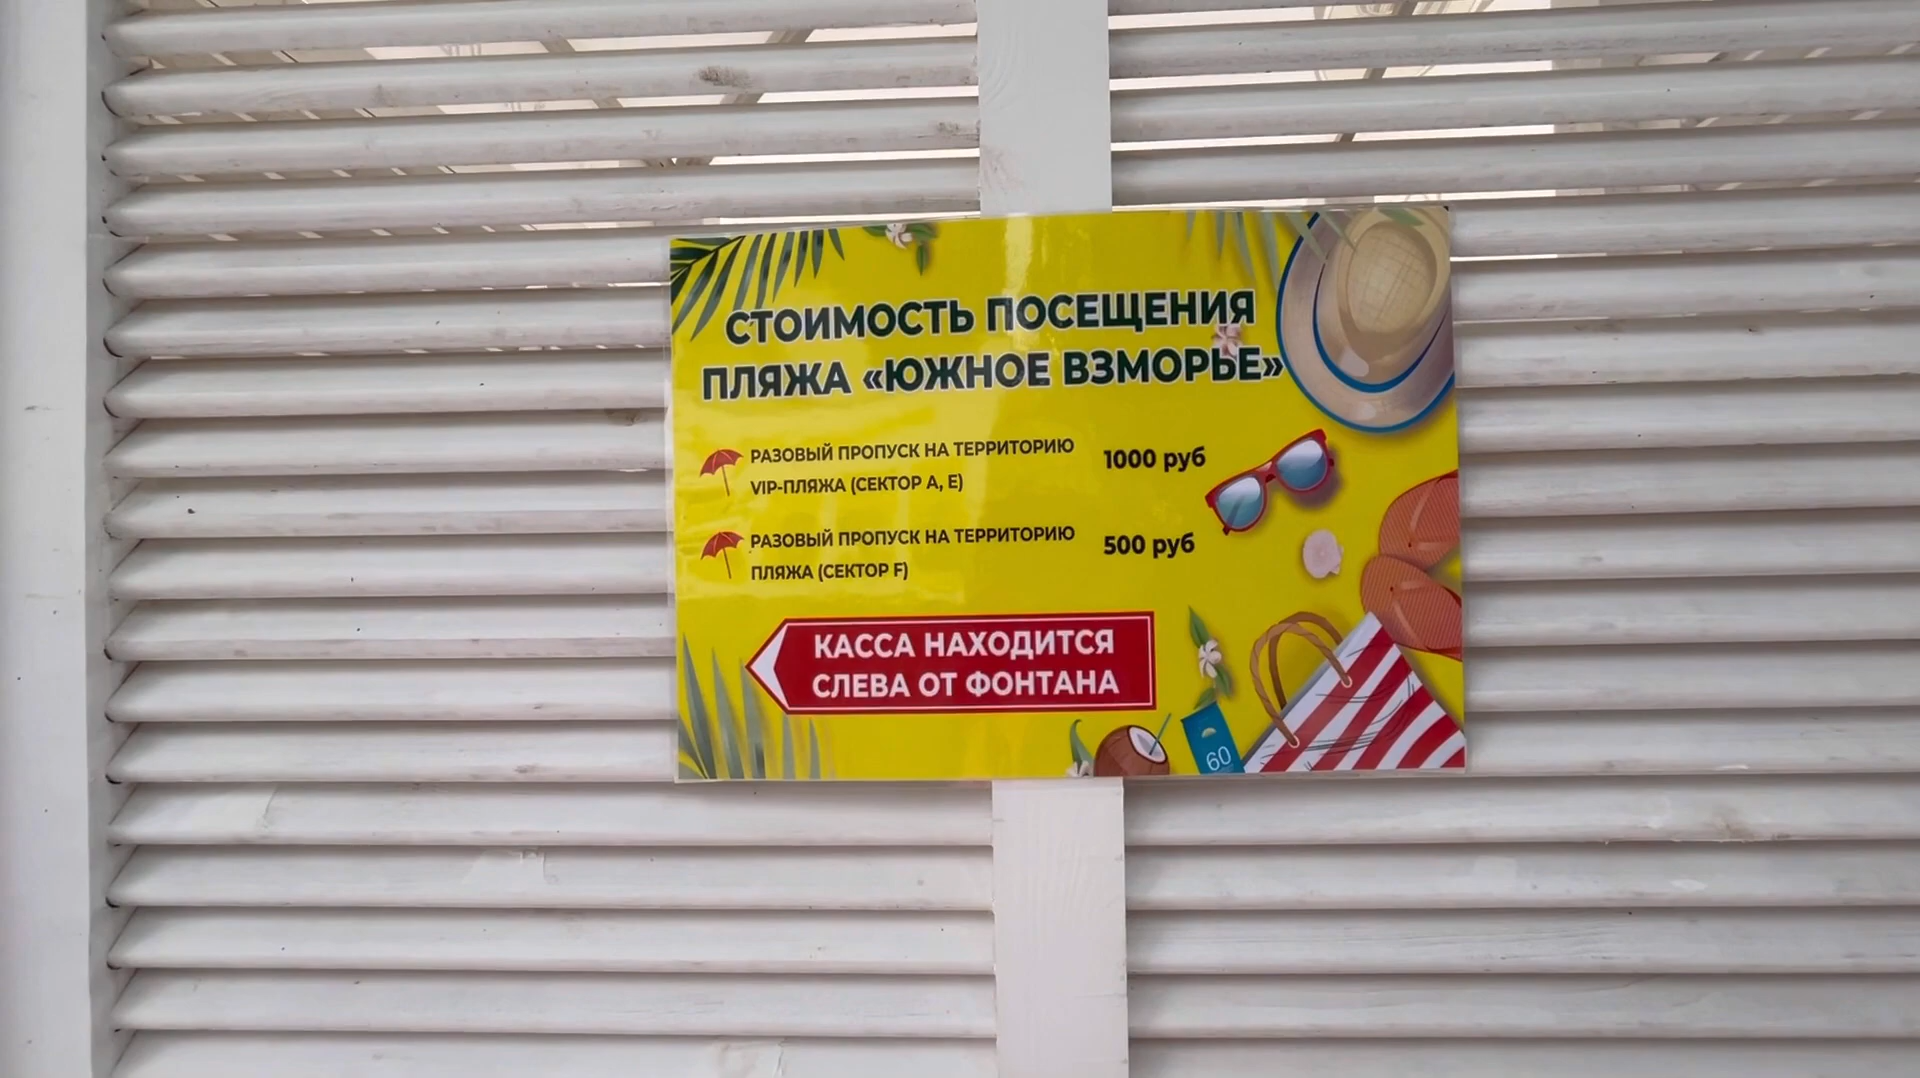 СТОИМОСТЬ ПОСЕЩЕНИЯ
ПЛЯЖА «ЮЖНОЕ ВЗМОРЬЕ»
РАЗОВЫЙ ПРОПУСК НА ТЕРРИТОРИЮ
VIP-ПЛЯЖА (СЕКТОР А, Е)
1000 руб
РАЗОВЫЙ ПРОПУСК НА ТЕРРИТОРИЮ
ПЛЯЖА (СЕКТОР F)
500 руб
КАССА НАХОДИТСЯ
СЛЕВА ОТ ФОНТАНА
60